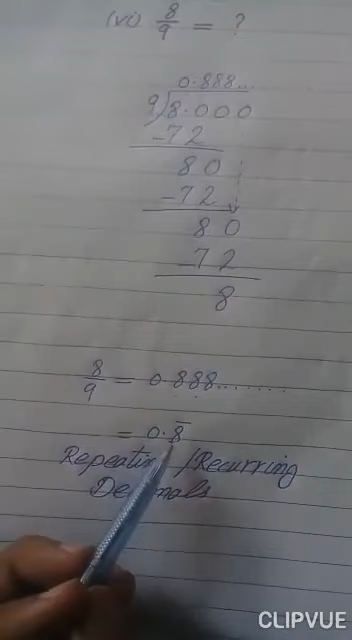 (vi) 8/9 = ?
0.888...
9)8.000
-72
80
-72
80
-72
8
8/9 = 0.888.......
= 0.8̅
/Recurring
CLIPVUE